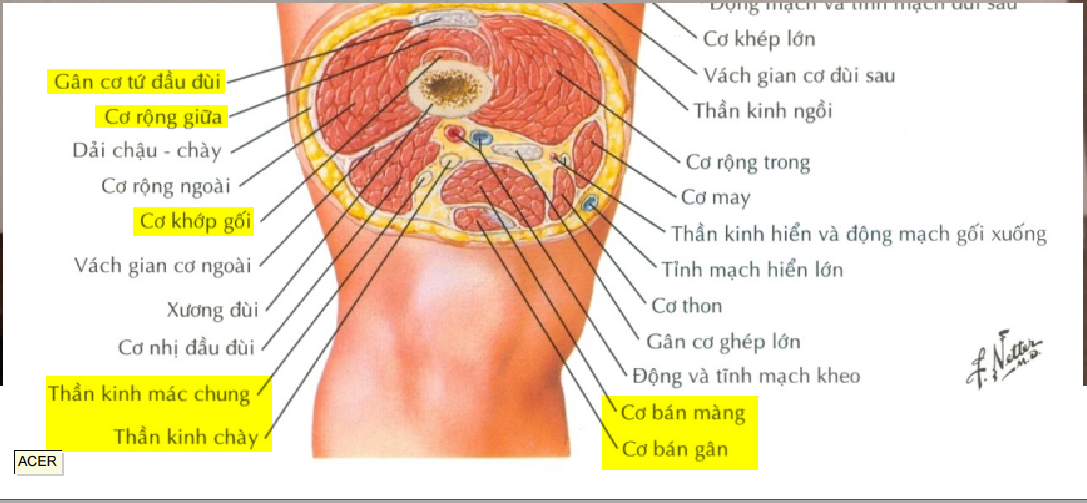 Động mạch và tĩnh mạch đùi sau
Cơ khép lớn
Vách gian cơ đùi sau
Thần kinh ngồi
Cơ rộng trong
Cơ may
Thần kinh hiển và động mạch gối xuống
Tĩnh mạch hiển lớn
Cơ thon
Gân cơ ghép lớn
Động và tĩnh mạch kheo
Cơ bán màng
Cơ bán gân
Gân cơ tứ đầu đùi
Cơ rộng giữa
Dải chậu - chày
Cơ rộng ngoài
Cơ khớp gối
Vách gian cơ ngoài
Xương đùi
Cơ nhị đầu đùi
Thần kinh mác chung
Thần kinh chày
ACER
F. Netter
M.D.